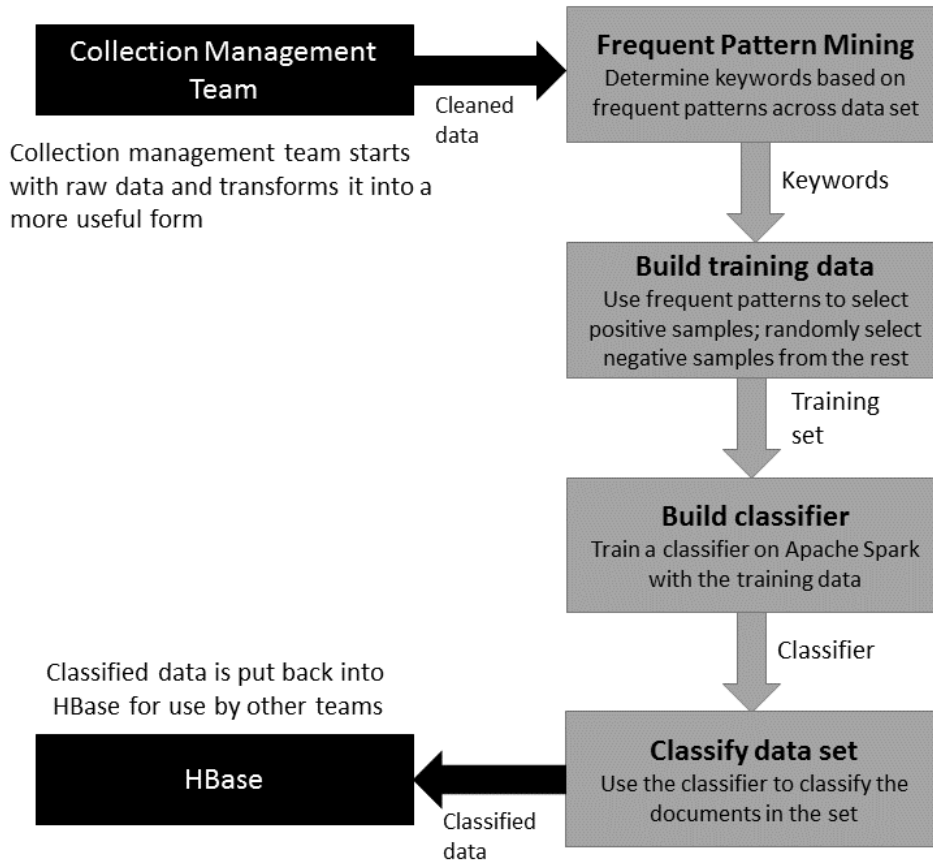 Collection Management
Team
Cleaned
data
Collection management team starts
with raw data and transforms it into a
more useful form
Frequent Pattern Mining
Determine keywords based on
frequent patterns across data set
Keywords
Build training data
Use frequent patterns to select
positive samples; randomly select
negative samples from the rest
Training
set
Build classifier
Train a classifier on Apache Spark
with the training data
Classifier
Classify data set
Use the classifier to classify the
documents in the set
Classified
data
Classified data is put back into
HBase for use by other teams
HBase